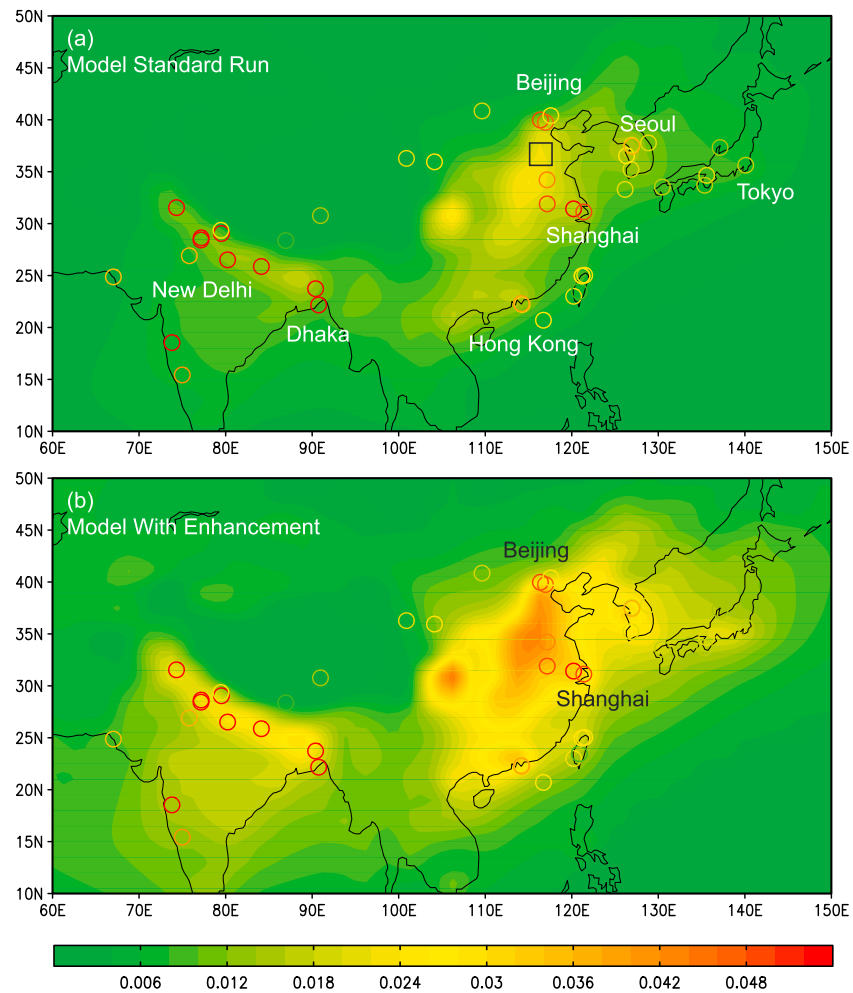 (a)
Model Standard Run
50N
45N
40N
35N
30N
25N
20N
15N
10N
Beijing
Seoul
Tokyo
Shanghai
New Delhi
Dhaka
Hong Kong
60E 70E 80E 90E 100E 110E 120E 130E 140E 150E
(b)
Model With Enhancement
50N
45N
40N
35N
30N
25N
20N
15N
10N
Beijing
Shanghai
60E 70E 80E 90E 100E 110E 120E 130E 140E 150E
0.006 0.012 0.018 0.024 0.03 0.036 0.042 0.048